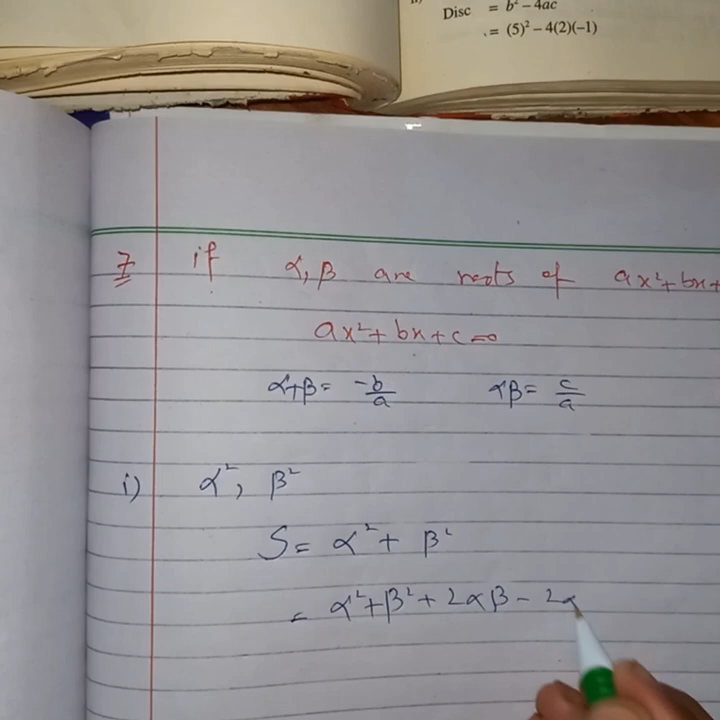 Disc = b² − 4ac
= (5)² − 4(2)(−1)
7 if α, β are roots of ax²+bx+
ax²+bx+c=0
α+β = -b/a αβ = c/a
i) α², β²
S = α² + β²
= α²+β²+2αβ − 2α